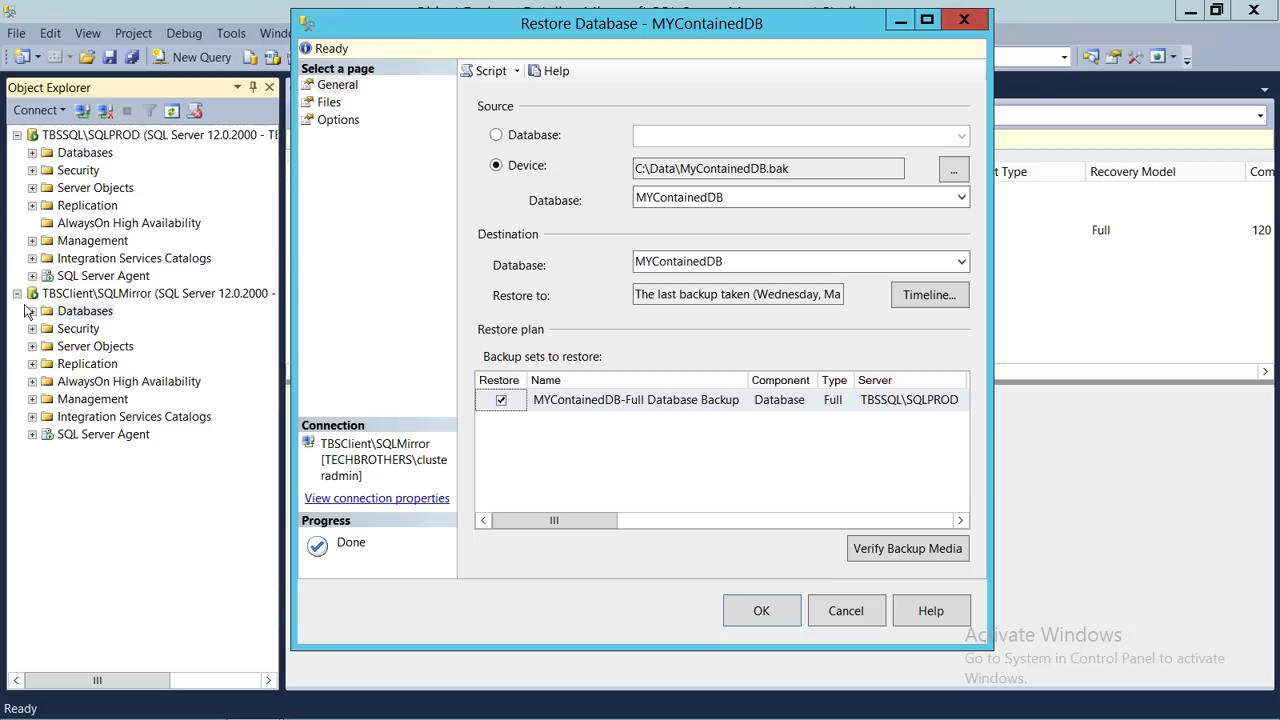 Restore Database - MYContainedDB
File Edit View Project Debug Tools
New Query
Object Explorer
Connect
TBSSQL\SQLPROD (SQL Server 12.0.2000 - TE
Databases
Security
Server Objects
Replication
AlwaysOn High Availability
Management
Integration Services Catalogs
SQL Server Agent
TBSClient\SQLMirror (SQL Server 12.0.2000 -
Databases
Security
Server Objects
Replication
AlwaysOn High Availability
Management
Integration Services Catalogs
SQL Server Agent
Ready
Select a page
General
Files
Options
Connection
TBSClient\SQLMirror
[TECHBROTHERS\cluste
radmin]
View connection properties
Progress
Done
Script Help
Source
Database:
Device: C:\Data\MyContainedDB.bak ...
Database: MYContainedDB
Destination
Database: MYContainedDB
Restore to: The last backup taken (Wednesday, Ma Timeline...
Restore plan
Backup sets to restore:
Restore Name Component Type Server
MYContainedDB-Full Database Backup Database Full TBSSQL\SQLPROD
Verify Backup Media
OK Cancel Help
t Type Recovery Model Com
Full 120
Activate Windows
Go to System in Control Panel to activate
Windows.
Ready